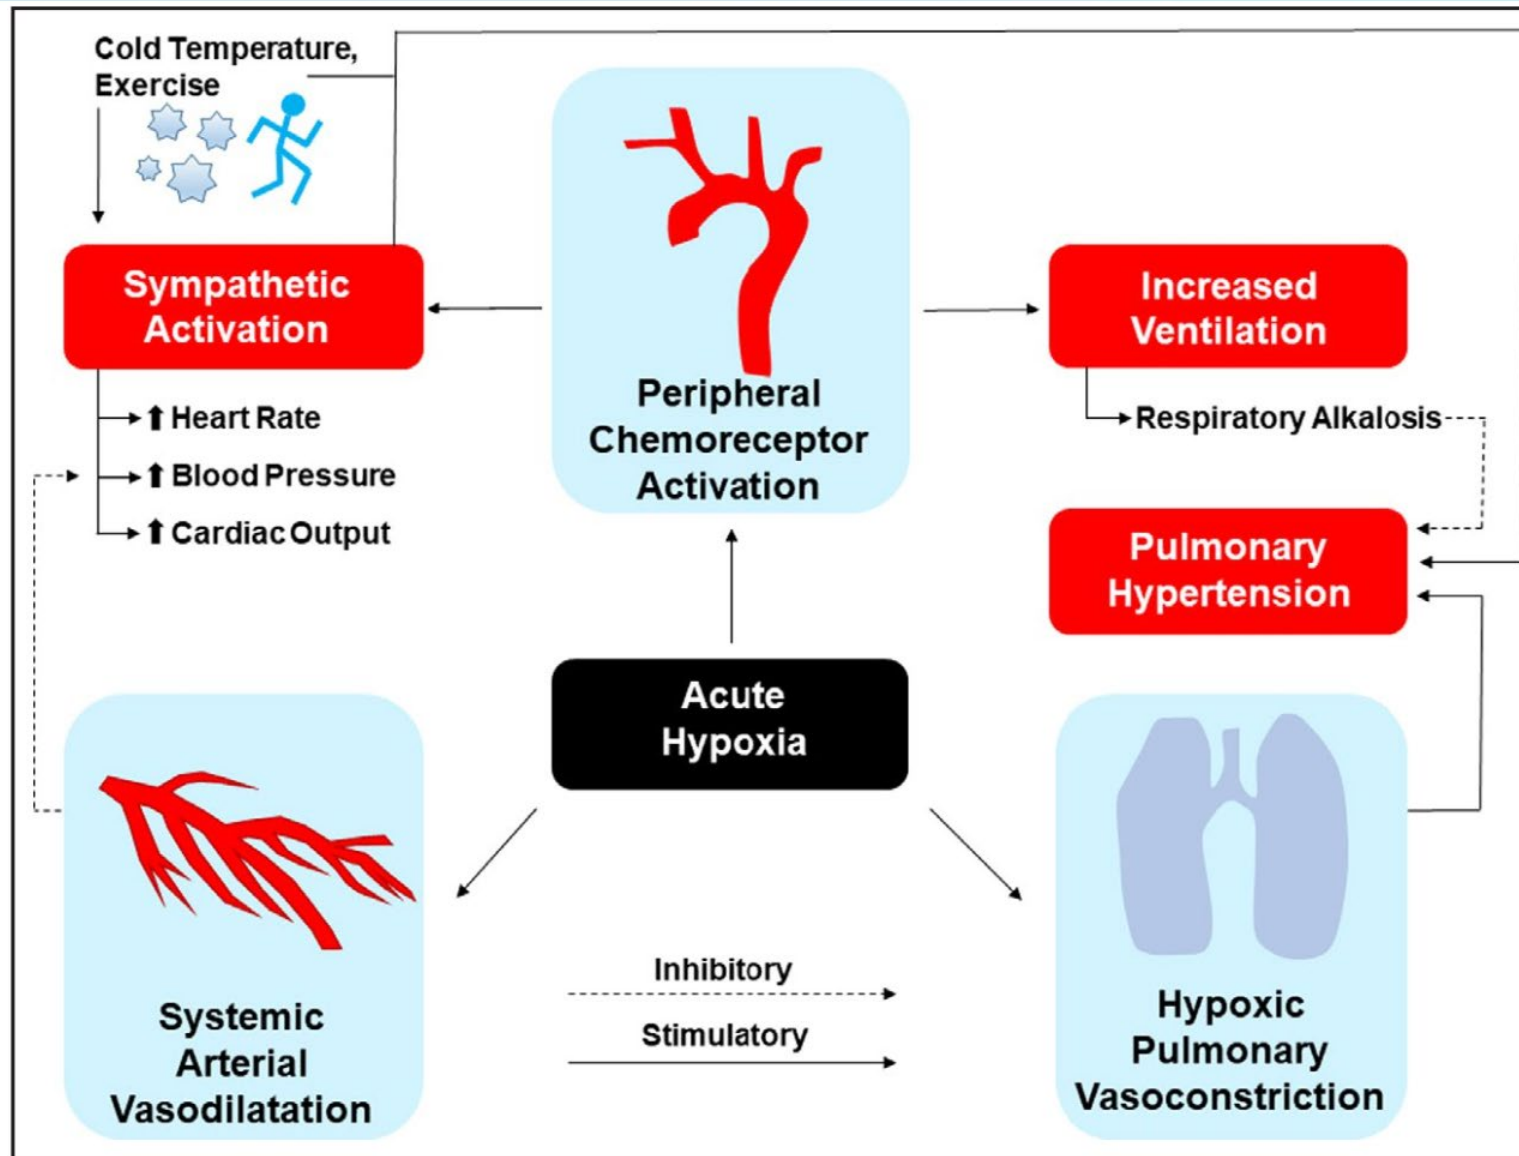 Cold Temperature,
Exercise
Sympathetic
Activation
⬆ Heart Rate
⬆ Blood Pressure
⬆ Cardiac Output
Peripheral
Chemoreceptor
Activation
Increased
Ventilation
Respiratory Alkalosis
Pulmonary
Hypertension
Acute
Hypoxia
Systemic
Arterial
Vasodilatation
Inhibitory
Stimulatory
Hypoxic
Pulmonary
Vasoconstriction